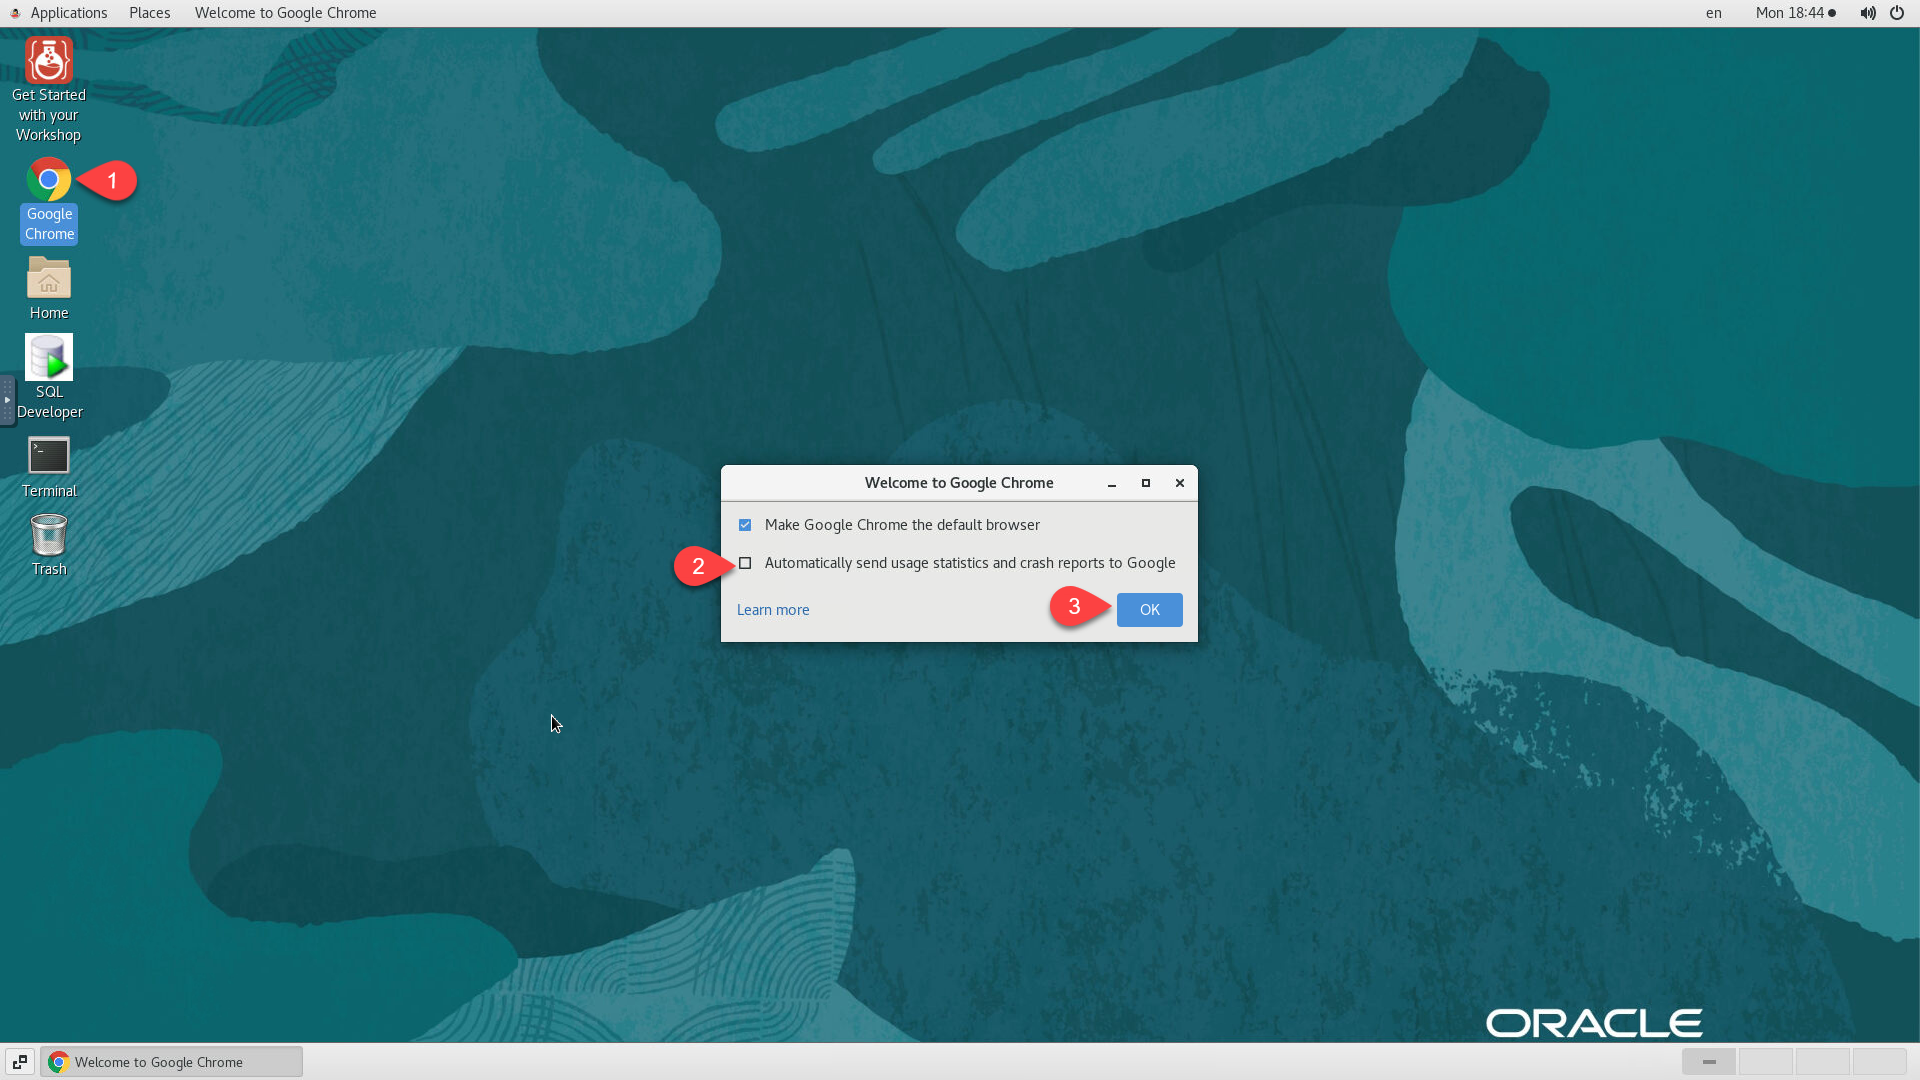 Applications Places Welcome to Google Chrome en Mon 18:44
Get Started
with your
Workshop
1
Google
Chrome
Home
SQL
Developer
>_
Terminal
Trash
Welcome to Google Chrome
Make Google Chrome the default browser
2
Automatically send usage statistics and crash reports to Google
Learn more
3
OK
ORACLE
Welcome to Google Chrome